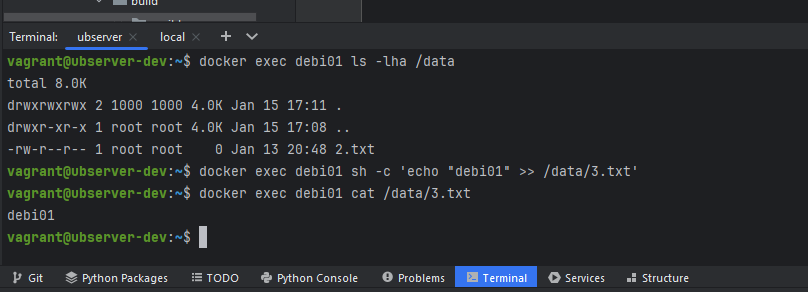 build
Terminal: ubserver × local × +
vagrant@ubserver-dev:~$ docker exec debi01 ls -lha /data
total 8.0K
drwxrwxrwx 2 1000 1000 4.0K Jan 15 17:11 .
drwxr-xr-x 1 root root 4.0K Jan 15 17:08 ..
-rw-r--r-- 1 root root    0 Jan 13 20:48 2.txt
vagrant@ubserver-dev:~$ docker exec debi01 sh -c 'echo "debi01" >> /data/3.txt'
vagrant@ubserver-dev:~$ docker exec debi01 cat /data/3.txt
debi01
vagrant@ubserver-dev:~$
Git Python Packages TODO Python Console Problems Terminal Services Structure